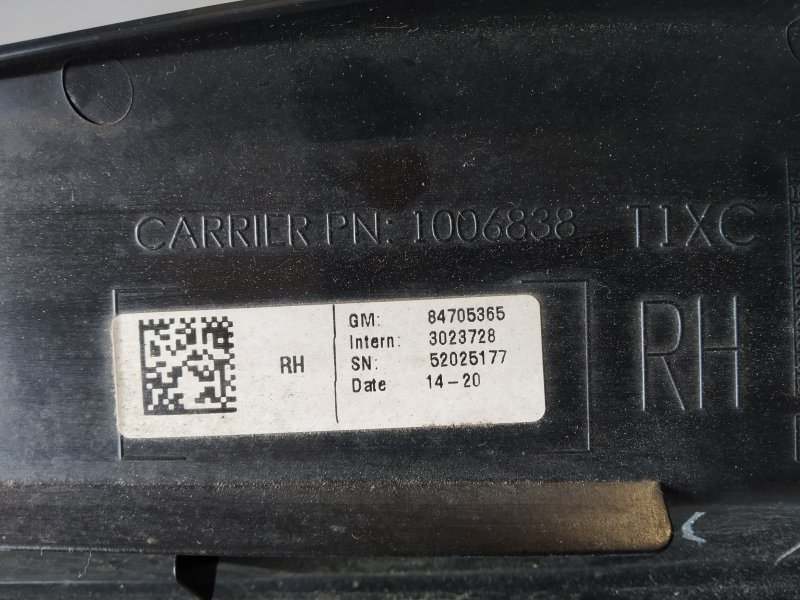 CARRIER PN: 1006838 T1XC
RH
GM: 84705365
Intern: 3023728
SN: 52025177
Date 14-20
RH